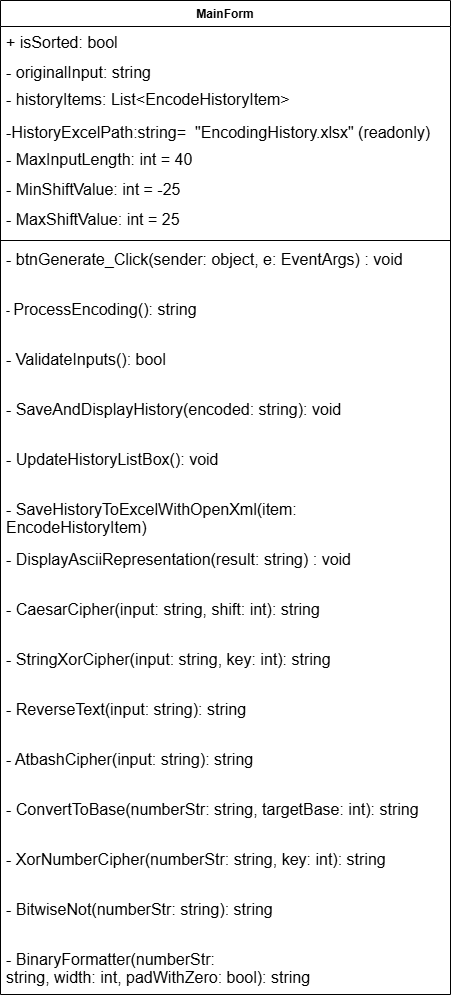 MainForm
+ isSorted: bool
- originalInput: string
- historyItems: List<EncodeHistoryItem>
-HistoryExcelPath:string=  "EncodingHistory.xlsx" (readonly)
- MaxInputLength: int = 40
- MinShiftValue: int = -25
- MaxShiftValue: int = 25
- btnGenerate_Click(sender: object, e: EventArgs) : void
- ProcessEncoding(): string
- ValidateInputs(): bool
- SaveAndDisplayHistory(encoded: string): void
- UpdateHistoryListBox(): void
- SaveHistoryToExcelWithOpenXml(item:
EncodeHistoryItem)
- DisplayAsciiRepresentation(result: string) : void
- CaesarCipher(input: string, shift: int): string
- StringXorCipher(input: string, key: int): string
- ReverseText(input: string): string
- AtbashCipher(input: string): string
- ConvertToBase(numberStr: string, targetBase: int): string
- XorNumberCipher(numberStr: string, key: int): string
- BitwiseNot(numberStr: string): string
- BinaryFormatter(numberStr:
string, width: int, padWithZero: bool): string